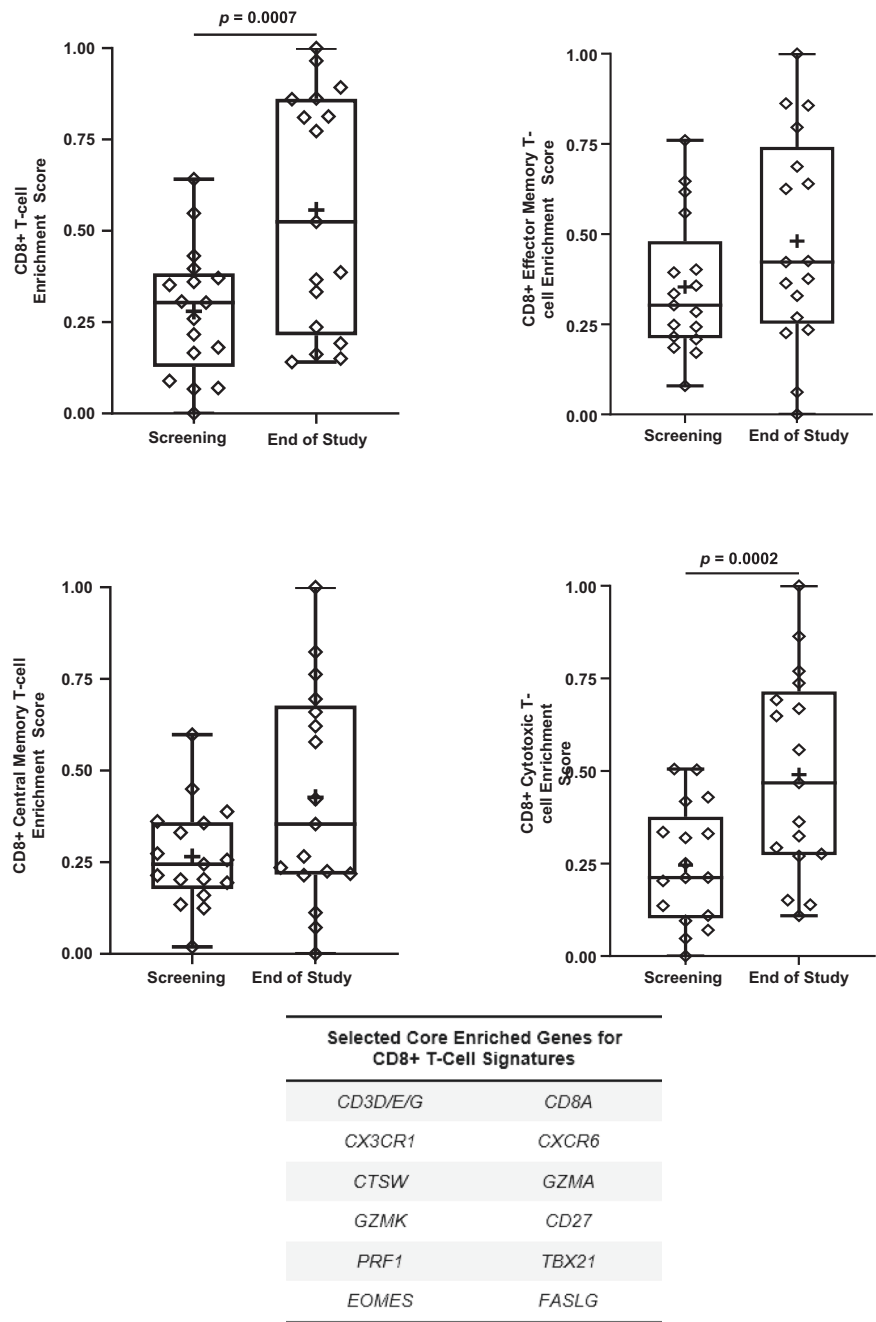 p = 0.0007
1.00
0.75
0.50
0.25
0.00
CD8+ T-cell
Enrichment Score
Screening
End of Study
1.00
0.75
0.50
0.25
0.00
CD8+ Effector Memory T-
cell Enrichment Score
Screening
End of Study
1.00
0.75
0.50
0.25
0.00
CD8+ Central Memory T-cell
Enrichment Score
Screening
End of Study
p = 0.0002
1.00
0.75
0.50
0.25
0.00
CD8+ Cytotoxic T-
cell Enrichment
Score
Screening
End of Study
Selected Core Enriched Genes for
CD8+ T-Cell Signatures
CD3D/E/G CD8A
CX3CR1 CXCR6
CTSW GZMA
GZMK CD27
PRF1 TBX21
EOMES FASLG